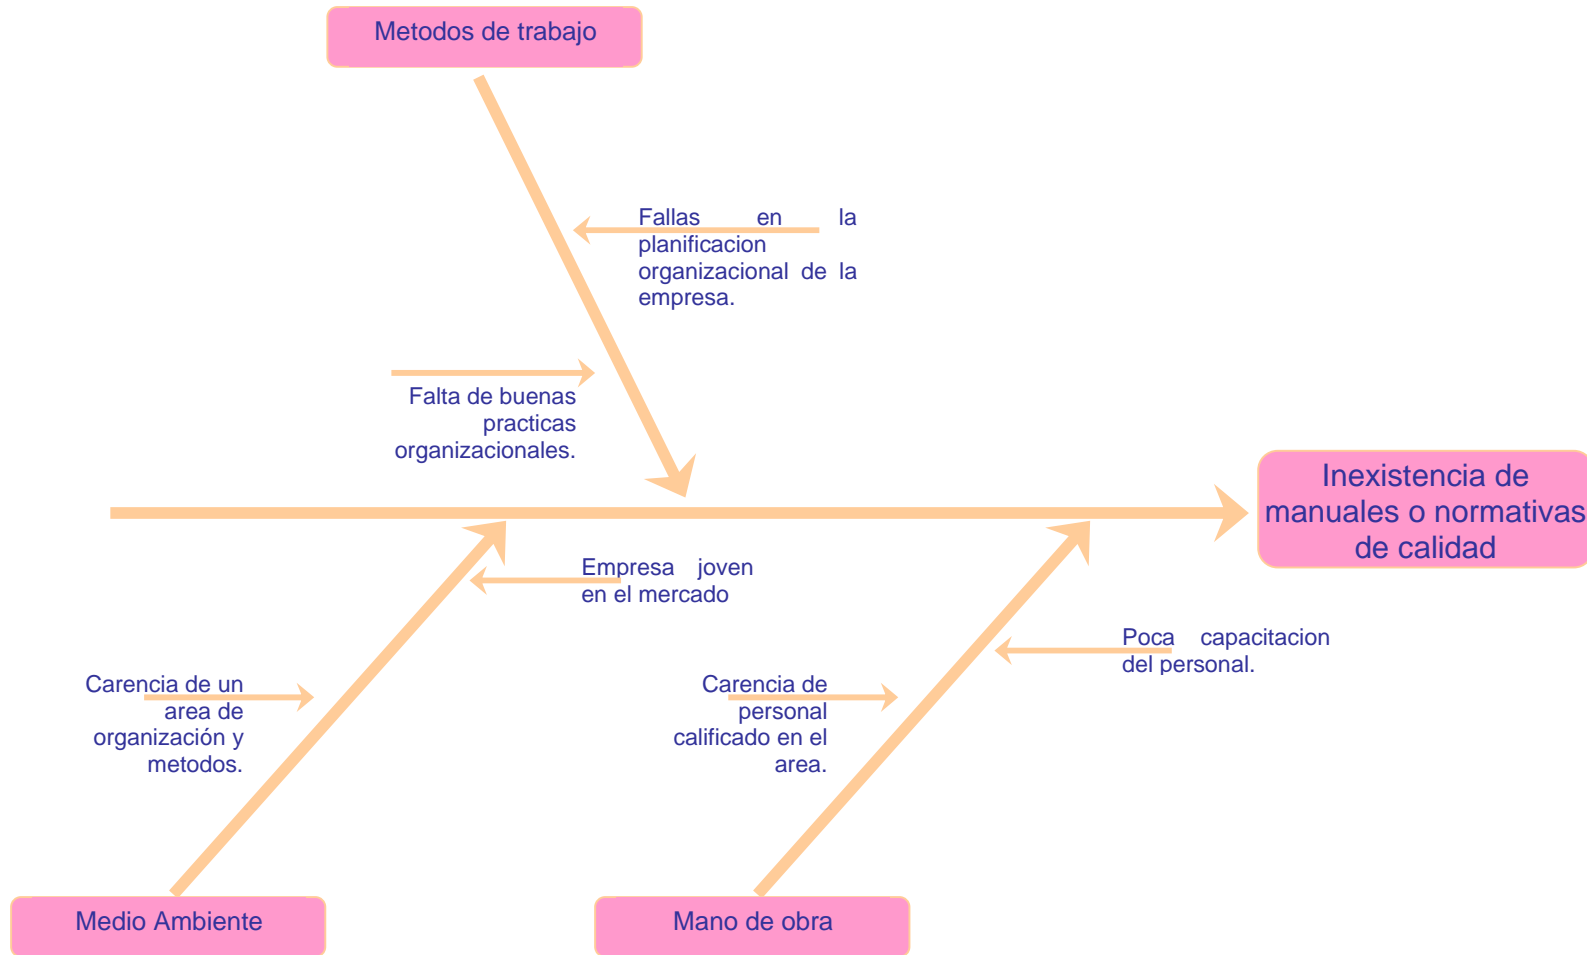 Metodos de trabajo
Fallas en la
planificacion
organizacional de la
empresa.
Falta de buenas
practicas
organizacionales.
Inexistencia de
manuales o normativas
de calidad
Empresa joven
en el mercado
Poca capacitacion
del personal.
Carencia de un
area de
organización y
metodos.
Carencia de
personal
calificado en el
area.
Medio Ambiente
Mano de obra